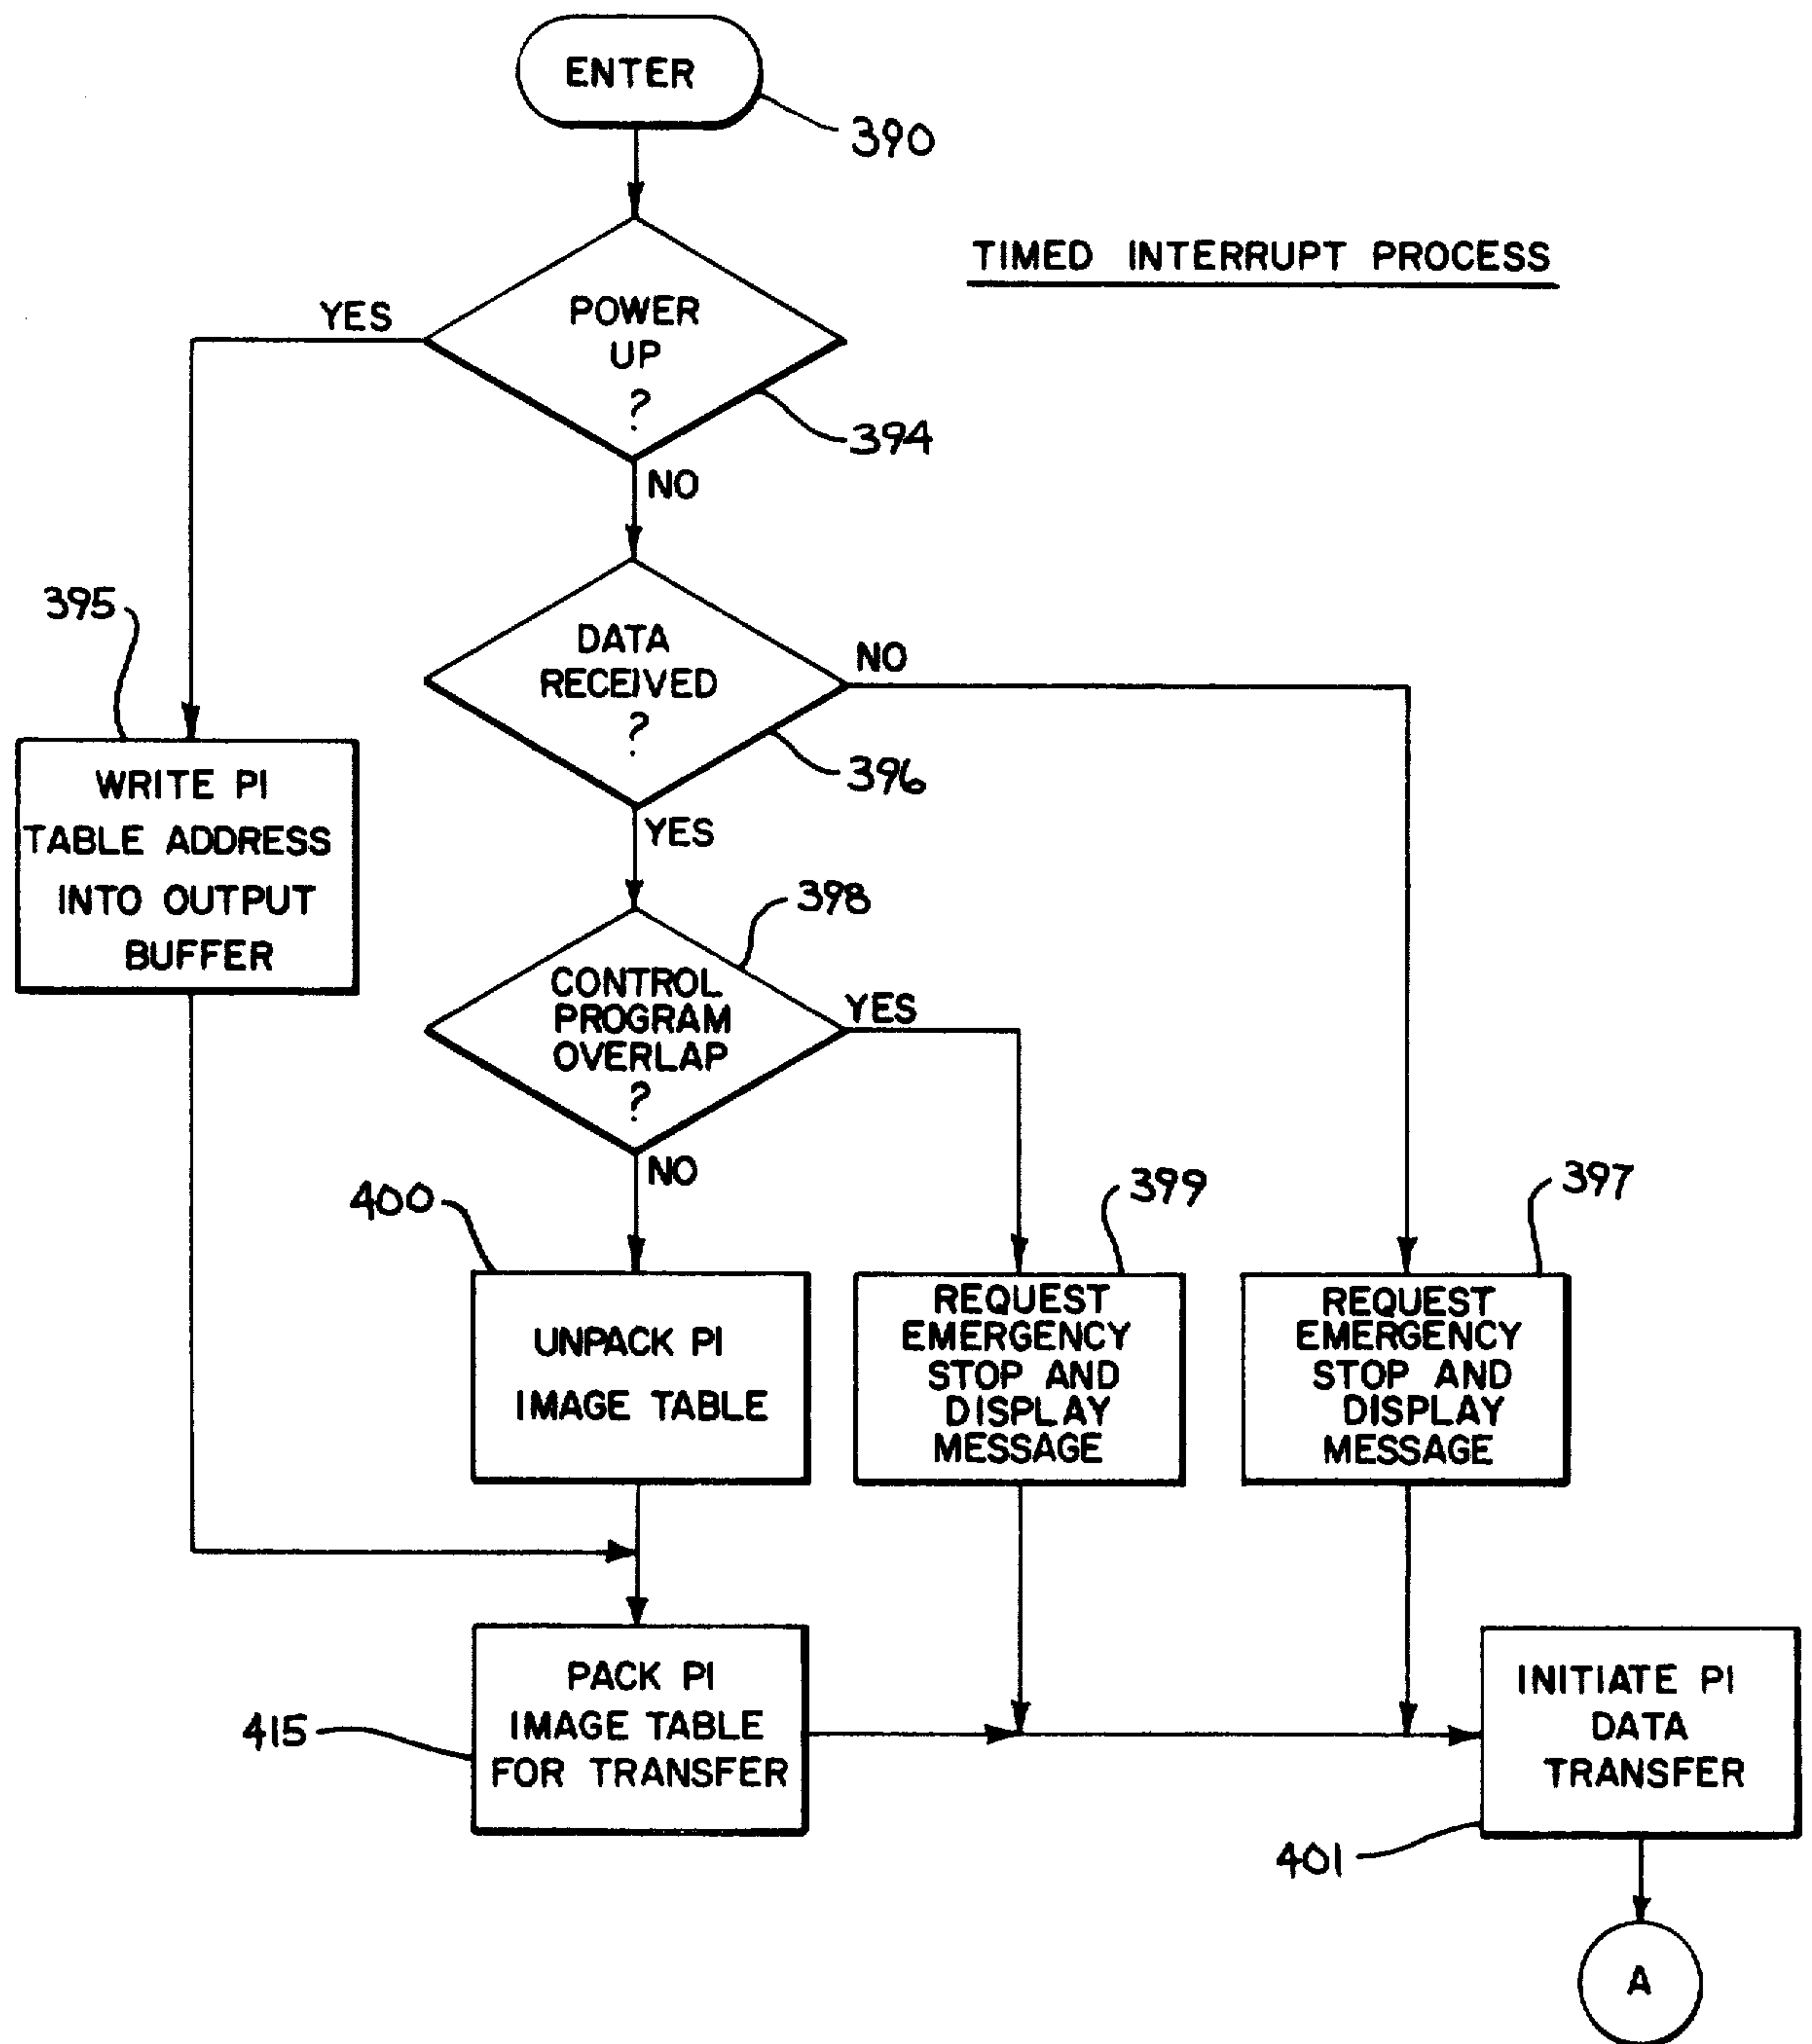 ENTER
390
TIMED INTERRUPT PROCESS
YES
POWER
UP
?
394
NO
395
DATA
RECEIVED
?
NO
396
YES
WRITE PI
TABLE ADDRESS
INTO OUTPUT
BUFFER
398
CONTROL
PROGRAM
OVERLAP
?
YES
NO
400
399
397
UNPACK PI
IMAGE TABLE
REQUEST
EMERGENCY
STOP AND
DISPLAY
MESSAGE
REQUEST
EMERGENCY
STOP AND
DISPLAY
MESSAGE
415
PACK PI
IMAGE TABLE
FOR TRANSFER
INITIATE PI
DATA
TRANSFER
401
A